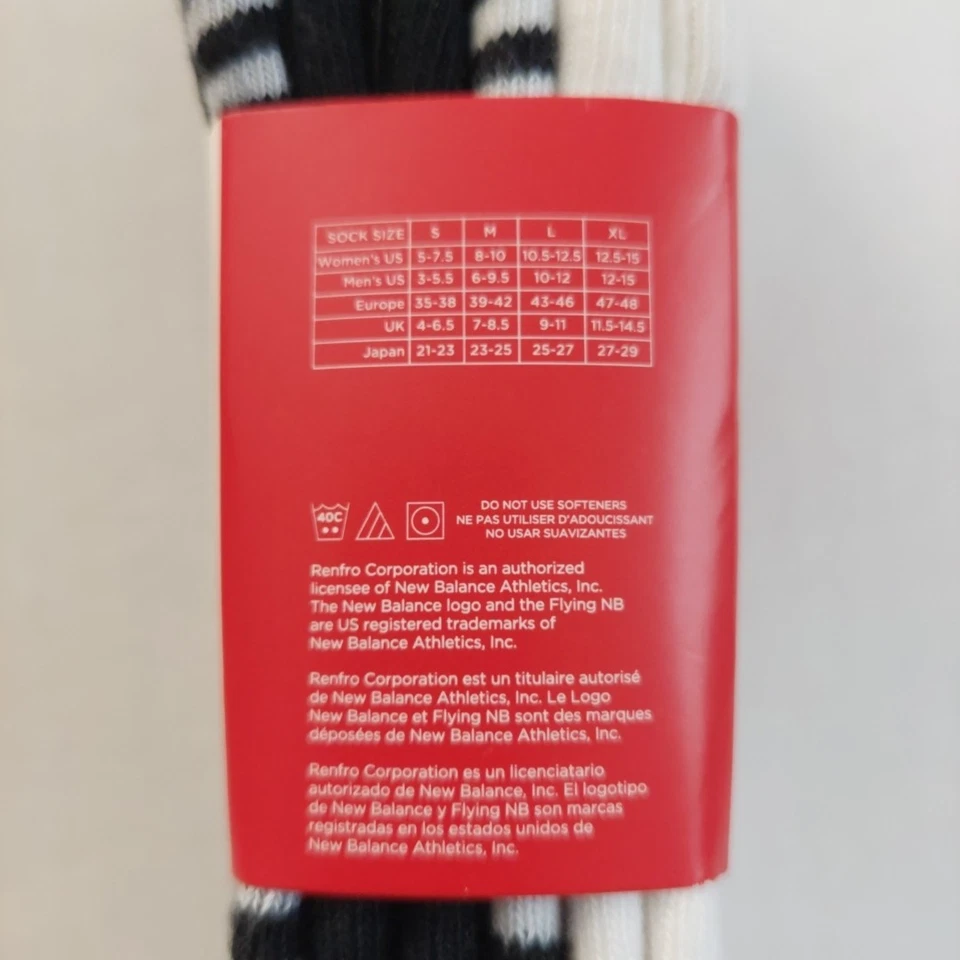 SOCK SIZE S M L XL
Women's US 5-7.5 8-10 10.5-12.5 12.5-15
Men's US 3-5.5 6-9.5 10-12 12-15
Europe 35-38 39-42 43-46 47-48
UK 4-6.5 7-8.5 9-11 11.5-14.5
Japan 21-23 23-25 25-27 27-29
40C
DO NOT USE SOFTENERS
NE PAS UTILISER D'ADOUCISSANT
NO USAR SUAVIZANTES
Renfro Corporation is an authorized
licensee of New Balance Athletics, Inc.
The New Balance logo and the Flying NB
are US registered trademarks of
New Balance Athletics, Inc.
Renfro Corporation est un titulaire autorisé
de New Balance Athletics, Inc. Le Logo
New Balance et Flying NB sont des marques
déposées de New Balance Athletics, Inc.
Renfro Corporation es un licenciatario
autorizado de New Balance, Inc. El logotipo
de New Balance y Flying NB son marcas
registradas en los estados unidos de
New Balance Athletics, Inc.